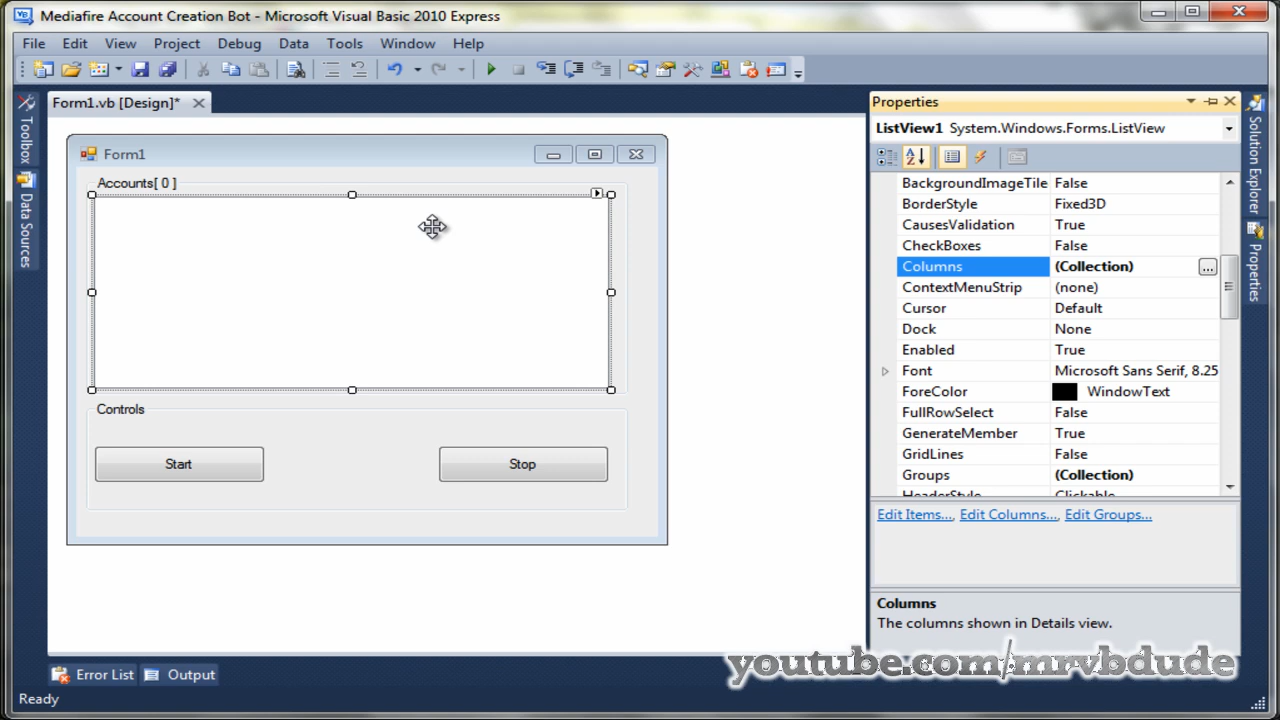 Mediafire Account Creation Bot - Microsoft Visual Basic 2010 Express
File Edit View Project Debug Data Tools Window Help
Form1.vb [Design]*
Toolbox
Data Sources
Form1
Accounts[ 0 ]
Controls
Start
Stop
Properties
ListView1 System.Windows.Forms.ListView
BackgroundImageTile False
BorderStyle Fixed3D
CausesValidation True
CheckBoxes False
Columns (Collection) ...
ContextMenuStrip (none)
Cursor Default
Dock None
Enabled True
Font Microsoft Sans Serif, 8.25
ForeColor WindowText
FullRowSelect False
GenerateMember True
GridLines False
Groups (Collection)
HeaderStyle Clickable
Edit Items..., Edit Columns..., Edit Groups...
Columns
The columns shown in Details view.
Solution Explorer
Properties
Error List Output
youtube.com/mrvbdude
Ready